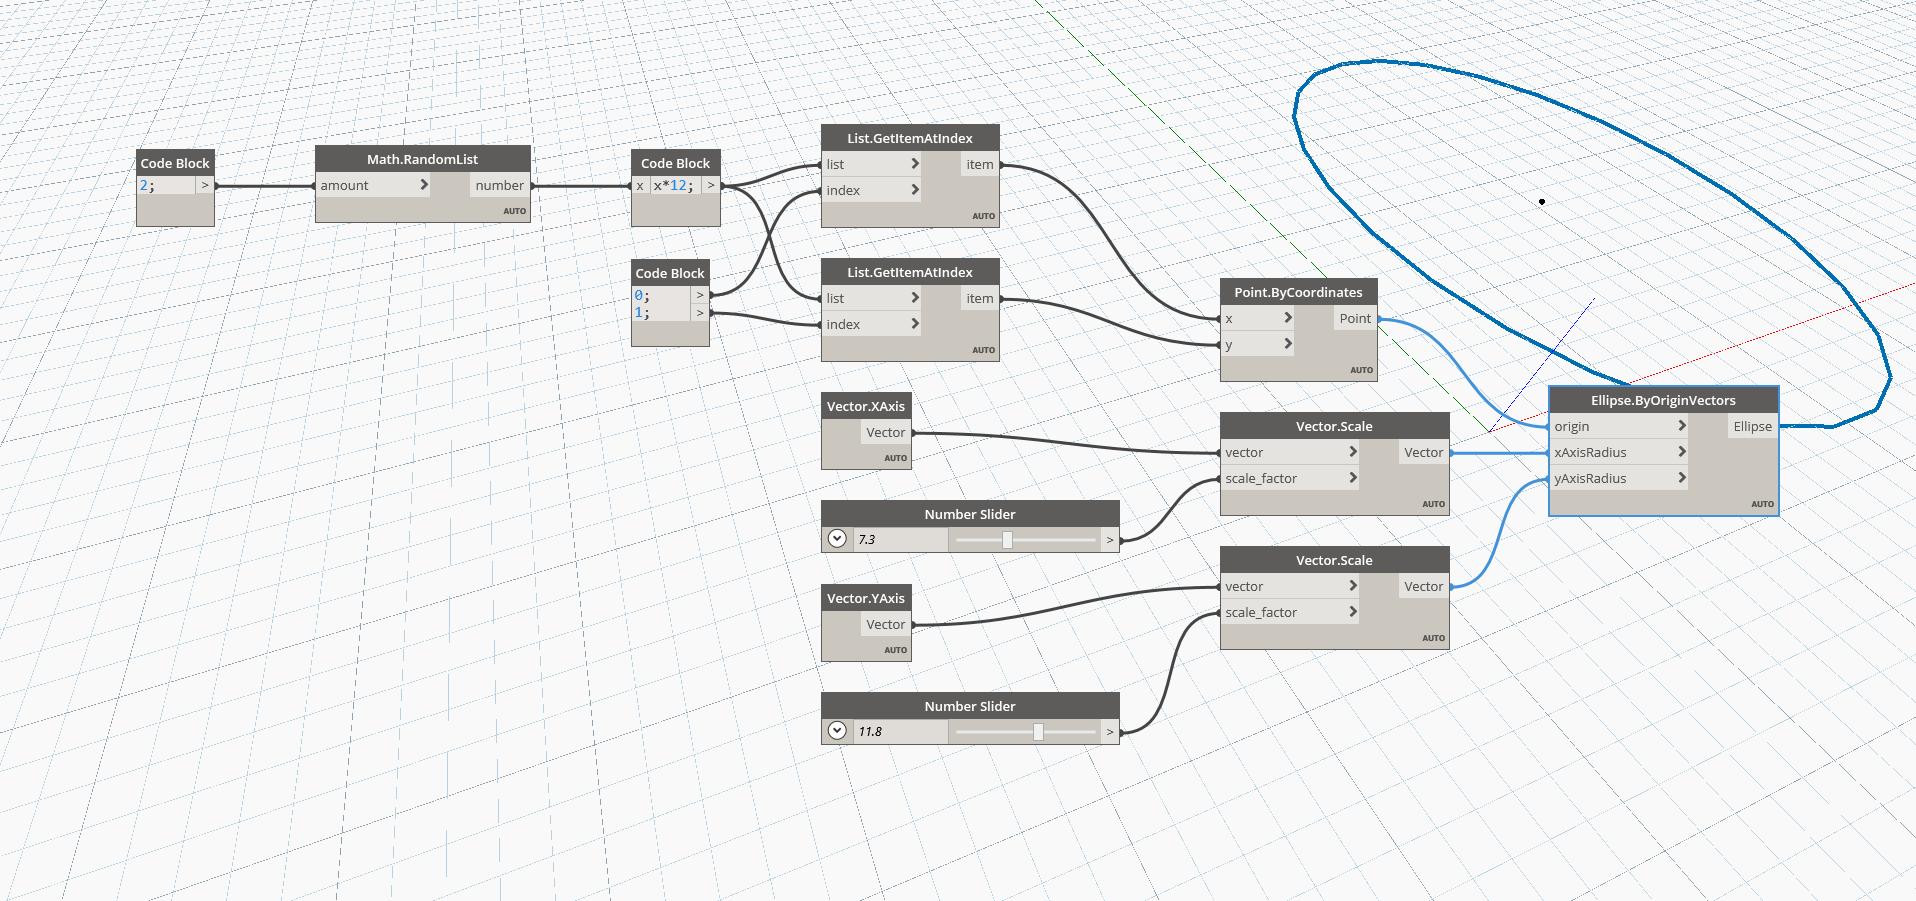 Code Block
2; >
Math.RandomList
amount > number
AUTO
Code Block
x x*12; >
Code Block
0; >
1; >
List.GetItemAtIndex
list > item
index >
AUTO
List.GetItemAtIndex
list > item
index >
AUTO
Vector.XAxis
Vector
AUTO
Number Slider
7.3 >
Vector.YAxis
Vector
AUTO
Number Slider
11.8 >
Point.ByCoordinates
x > Point
y >
AUTO
Vector.Scale
vector > Vector
scale_factor >
AUTO
Vector.Scale
vector > Vector
scale_factor >
AUTO
Ellipse.ByOriginVectors
origin > Ellipse
xAxisRadius >
yAxisRadius >
AUTO